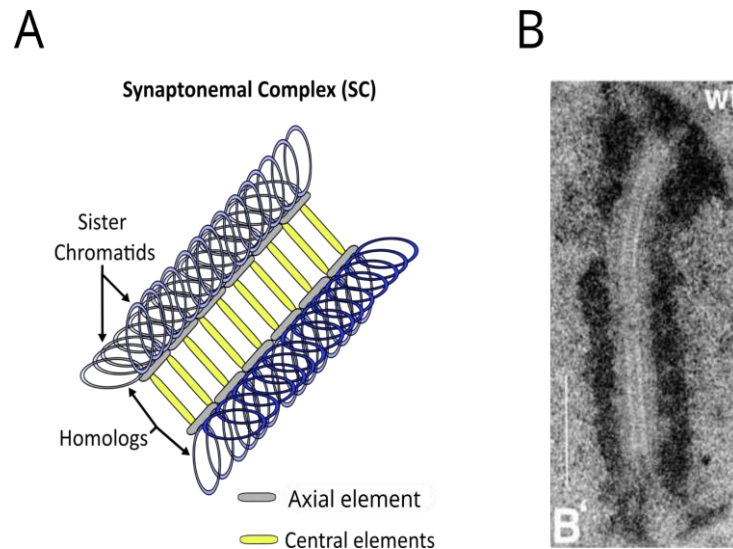 A
B
Synaptonemal Complex (SC)
Sister
Chromatids
Homologs
Axial element
Central elements
B'